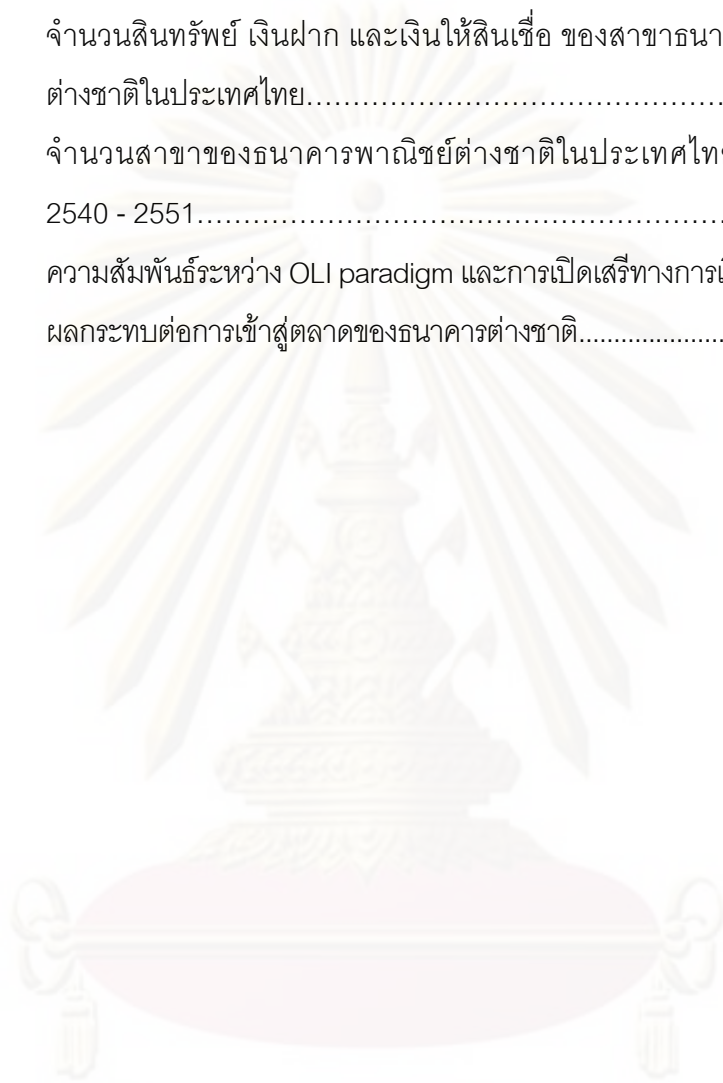 จำนวนสินทรัพย์ เงินฝาก และเงินให้สินเชื่อ ของสาขาธนา
ต่างชาติในประเทศไทย……………………………………………
จำนวนสาขาของธนาคารพาณิชย์ต่างชาติในประเทศไทย
2540 - 2551…………………………………………………………
ความสัมพันธ์ระหว่าง OLI paradigm และการเปิดเสรีทางการเ
ผลกระทบต่อการเข้าสู่ตลาดของธนาคารต่างชาติ.....................